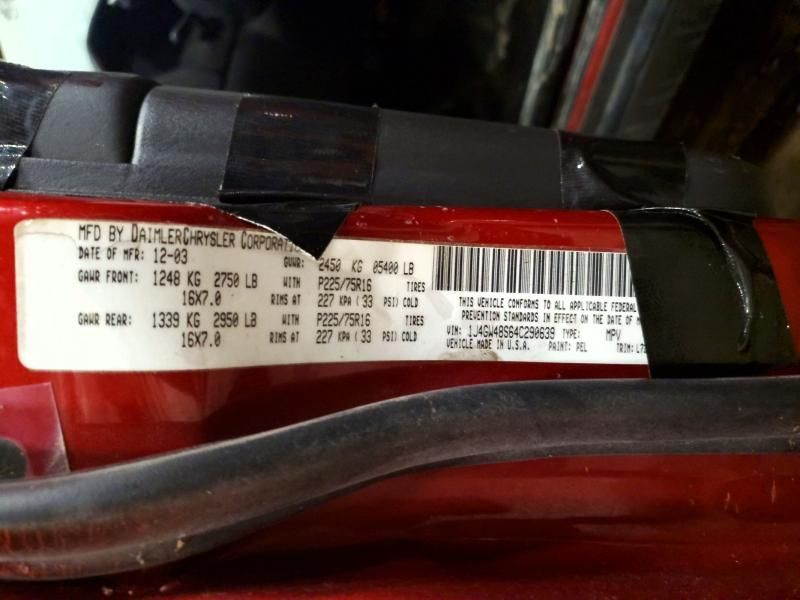 MFD BY DAIMLERCHRYSLER CORPORATIO
DATE OF MFR: 12-03 GVWR: 2450 KG 05400 LB
GAWR FRONT: 1248 KG 2750 LB WITH P225/75R16 TIRES
16X7.0 RIMS AT 227 KPA ( 33 PSI) COLD
GAWR REAR: 1339 KG 2950 LB WITH P225/75R16 TIRES
16X7.0 RIMS AT 227 KPA ( 33 PSI) COLD
THIS VEHICLE CONFORMS TO ALL APPLICABLE FEDERAL
PREVENTION STANDARDS IN EFFECT ON THE DATE OF M
VIN: 1J4GW48S64C290639 TYPE: MPV
VEHICLE MADE IN U.S.A. PAINT: PEL TRIM: L7